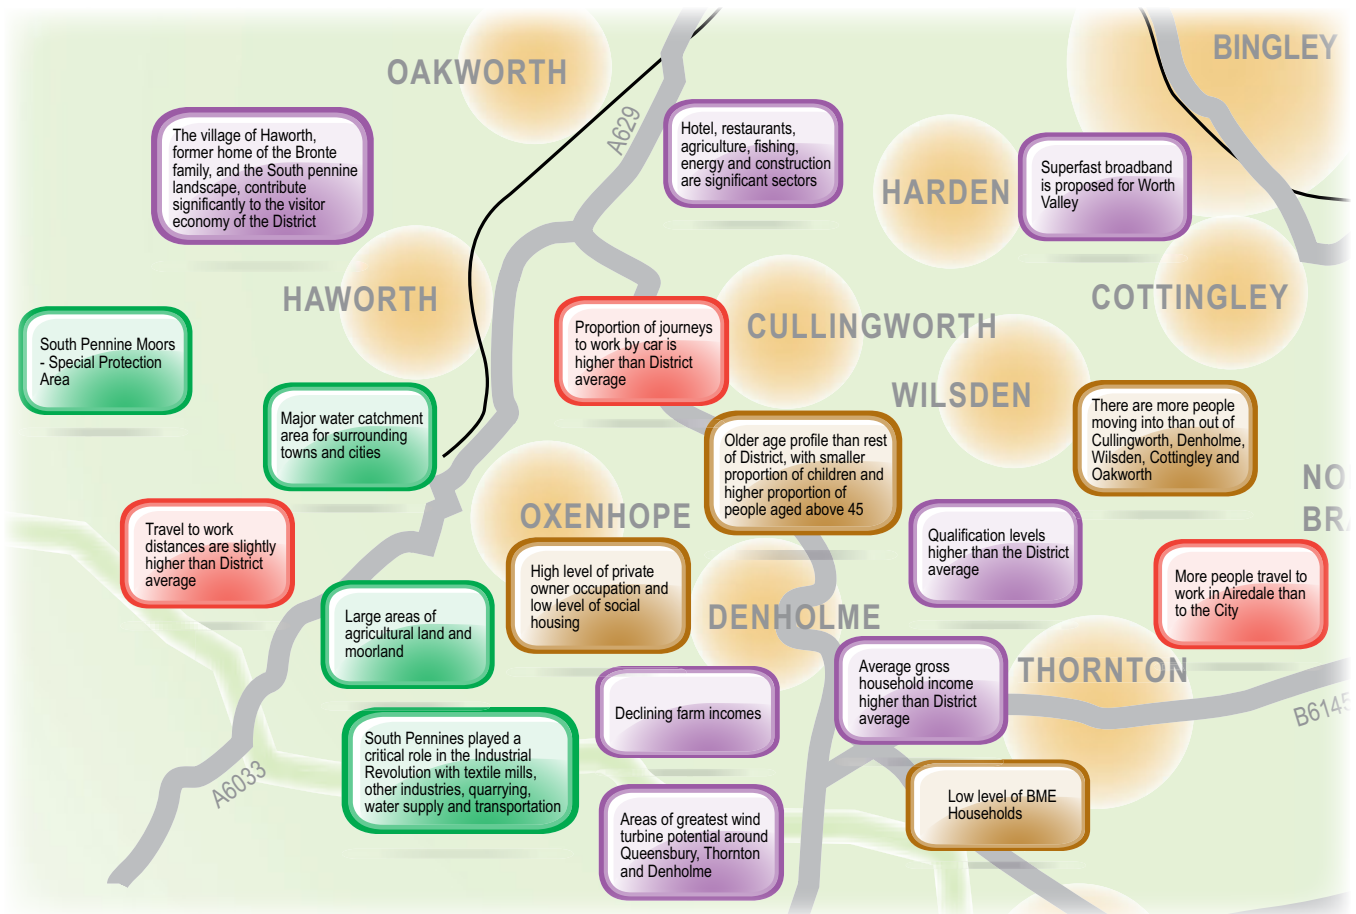 BINGLEY
OAKWORTH
A629
The village of Haworth,
former home of the Bronte
family, and the South pennine
landscape, contribute
significantly to the visitor
economy of the District
Hotel, restaurants,
agriculture, fishing,
energy and construction
are significant sectors
HARDEN
Superfast broadband
is proposed for Worth
Valley
HAWORTH
COTTINGLEY
CULLINGWORTH
South Pennine Moors
- Special Protection
Area
Proportion of journeys
to work by car is
higher than District
average
WILSDEN
Major water catchment
area for surrounding
towns and cities
There are more people
moving into than out of
Cullingworth, Denholme,
Wilsden, Cottingley and
Oakworth
Older age profile than rest
of District, with smaller
proportion of children and
higher proportion of
people aged above 45
NO
BRA
OXENHOPE
Travel to work
distances are slightly
higher than District
average
Qualification levels
higher than the District
average
High level of private
owner occupation and
low level of social
housing
More people travel to
work in Airedale than
to the City
Large areas of
agricultural land and
moorland
DENHOLME
Average gross
household income
higher than District
average
THORNTON
Declining farm incomes
B6145
South Pennines played a
critical role in the Industrial
Revolution with textile mills,
other industries, quarrying,
water supply and transportation
A6033
Low level of BME
Households
Areas of greatest wind
turbine potential around
Queensbury, Thornton
and Denholme